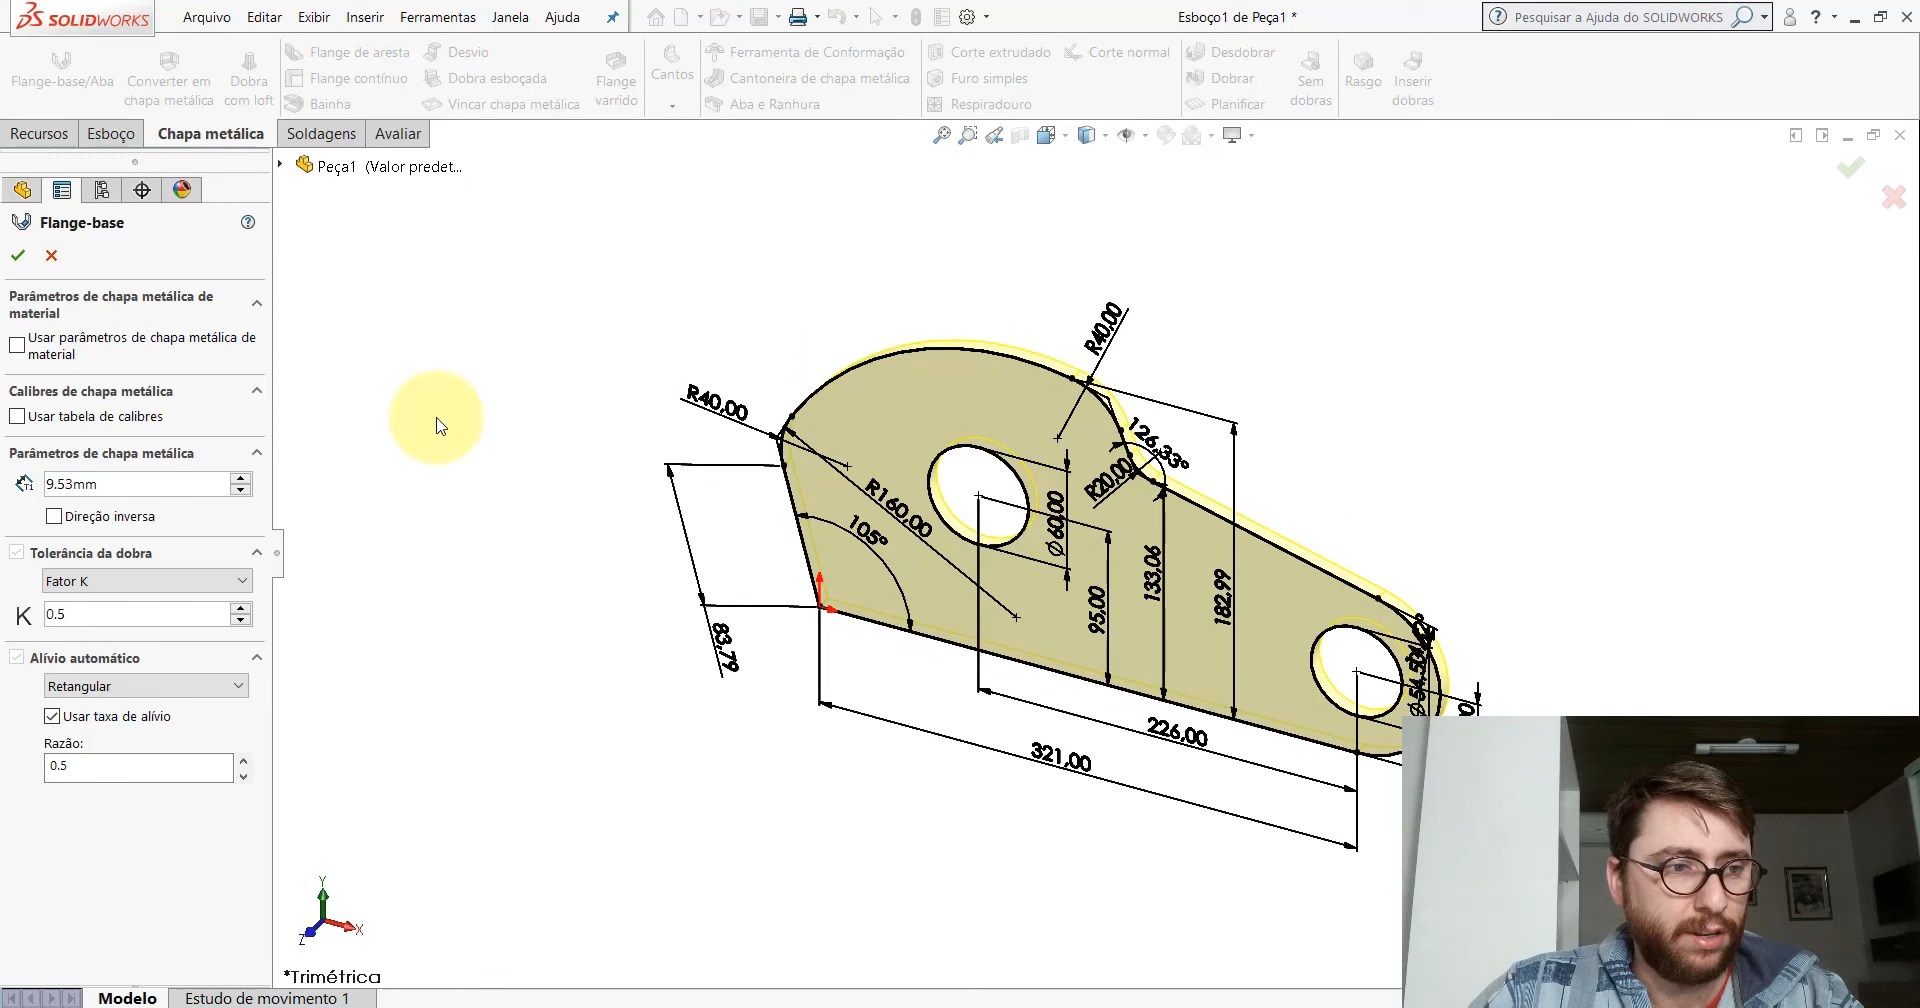 SOLIDWORKS
Arquivo Editar Exibir Inserir Ferramentas Janela Ajuda
Esboço1 de Peça1 *
Pesquisar a Ajuda do SOLIDWORKS
Flange-base/Aba
Converter em
chapa metálica
Dobra
com loft
Flange de aresta
Flange contínuo
Bainha
Desvio
Dobra esboçada
Vincar chapa metálica
Flange
varrido
Cantos
Ferramenta de Conformação
Cantoneira de chapa metálica
Aba e Ranhura
Corte extrudado
Corte normal
Furo simples
Respiradouro
Desdobrar
Dobrar
Planificar
Sem
dobras
Rasgo
Inserir
dobras
Recursos Esboço Chapa metálica Soldagens Avaliar
Peça1 (Valor predet...
Flange-base
Parâmetros de chapa metálica de
material
Usar parâmetros de chapa metálica de
material
Calibres de chapa metálica
Usar tabela de calibres
Parâmetros de chapa metálica
9.53mm
Direção inversa
Tolerância da dobra
Fator K
K 0.5
Alívio automático
Retangular
Usar taxa de alívio
Razão:
0.5
R40,00
R40,00
126,33°
R20,00
R160,00
105°
Ø60,00
95,00
133,06
182,99
83,79
226,00
321,00
Y
X
Z
*Trimétrica
Modelo Estudo de movimento 1